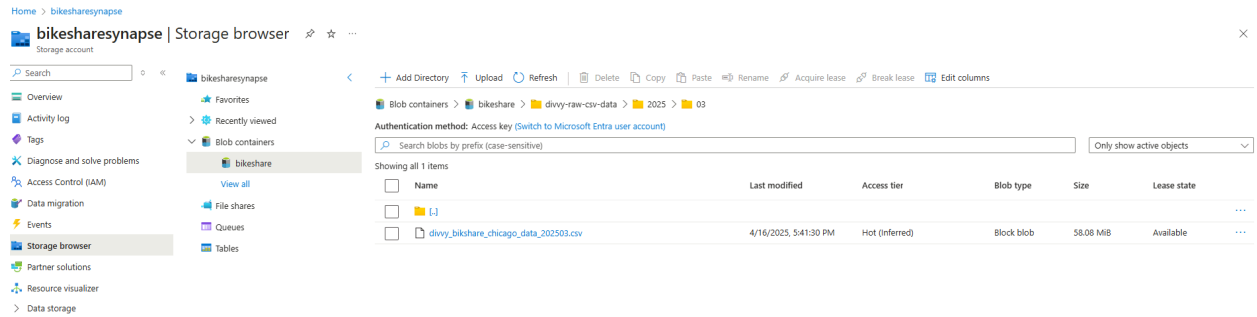 Home > bikesharesynapse
bikesharesynapse | Storage browser
Storage account
Search
Overview
Activity log
Tags
Diagnose and solve problems
Access Control (IAM)
Data migration
Events
Storage browser
Partner solutions
Resource visualizer
Data storage
bikesharesynapse
Favorites
Recently viewed
Blob containers
bikeshare
View all
File shares
Queues
Tables
Add Directory Upload Refresh Delete Copy Paste Rename Acquire lease Break lease Edit columns
Blob containers > bikeshare > divvy-raw-csv-data > 2025 > 03
Authentication method: Access key (Switch to Microsoft Entra user account)
Search blobs by prefix (case-sensitive) Only show active objects
Showing all 1 items
Name Last modified Access tier Blob type Size Lease state
[..]
divvy_bikshare_chicago_data_202503.csv 4/16/2025, 5:41:30 PM Hot (Inferred) Block blob 58.08 MiB Available